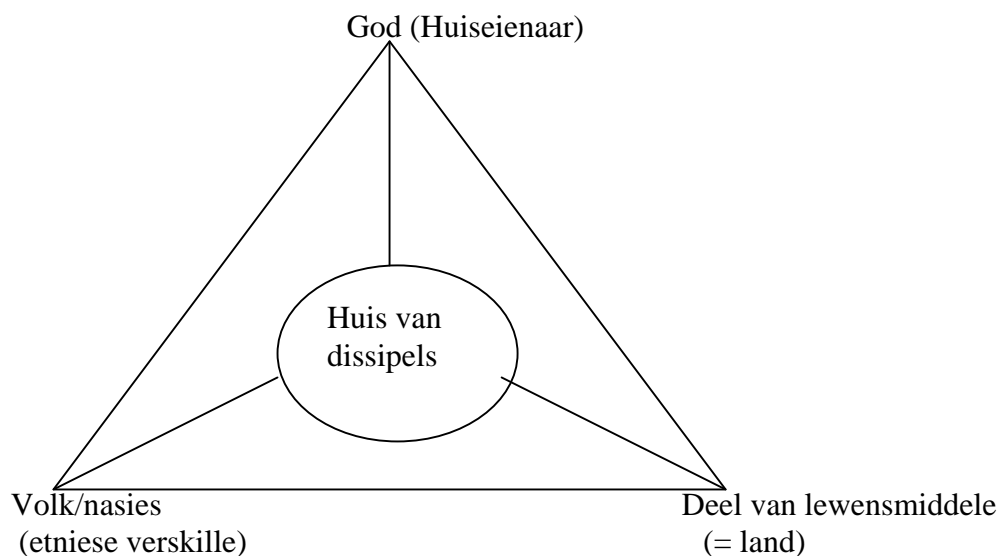 God (Huiseienaar)
Huis van
dissipels
Volk/nasies
(etniese verskille)
Deel van lewensmiddele
(= land)